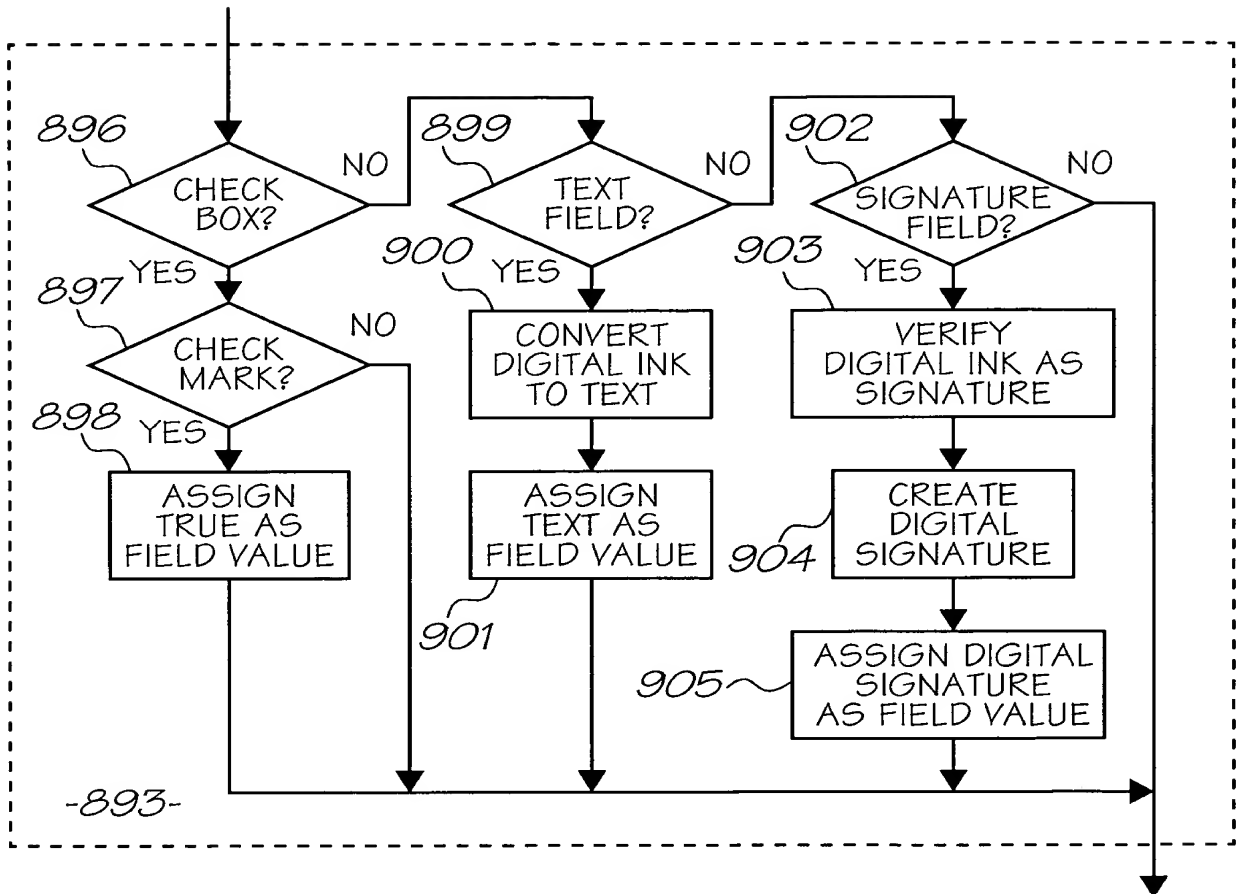 896
CHECK
BOX?
NO
YES
897
CHECK
MARK?
NO
YES
898
ASSIGN
TRUE AS
FIELD VALUE
899
TEXT
FIELD?
NO
YES
900
CONVERT
DIGITAL INK
TO TEXT
ASSIGN
TEXT AS
FIELD VALUE
901
902
SIGNATURE
FIELD?
NO
YES
903
VERIFY
DIGITAL INK AS
SIGNATURE
CREATE
DIGITAL
SIGNATURE
904
ASSIGN DIGITAL
SIGNATURE
AS FIELD VALUE
905
-893-